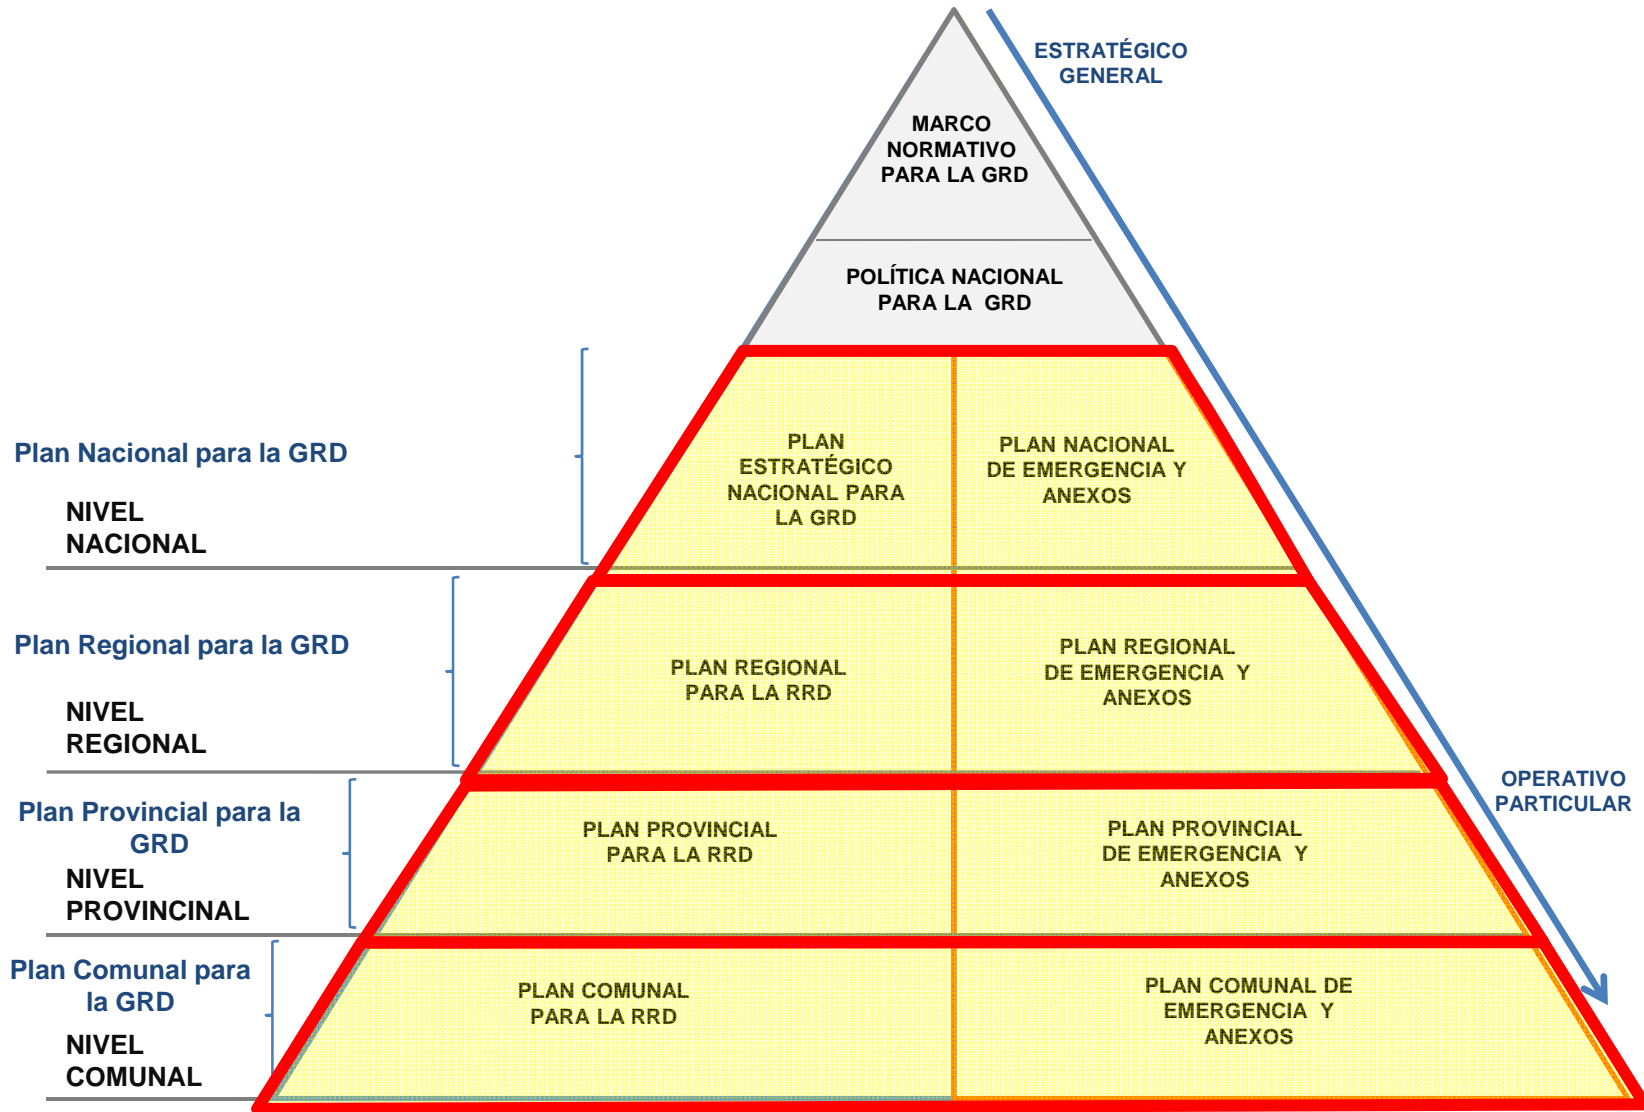 ESTRATÉGICO
GENERAL
MARCO
NORMATIVO
PARA LA GRD
POLÍTICA NACIONAL
PARA LA GRD
Plan Nacional para la GRD
NIVEL
NACIONAL
PLAN
ESTRATÉGICO
NACIONAL PARA
LA GRD
PLAN NACIONAL
DE EMERGENCIA Y
ANEXOS
Plan Regional para la GRD
NIVEL
REGIONAL
PLAN REGIONAL
PARA LA RRD
PLAN REGIONAL
DE EMERGENCIA Y
ANEXOS
OPERATIVO
PARTICULAR
Plan Provincial para la
GRD
NIVEL
PROVINCINAL
PLAN PROVINCIAL
PARA LA RRD
PLAN PROVINCIAL
DE EMERGENCIA Y
ANEXOS
Plan Comunal para
la GRD
NIVEL
COMUNAL
PLAN COMUNAL
PARA LA RRD
PLAN COMUNAL DE
EMERGENCIA Y
ANEXOS